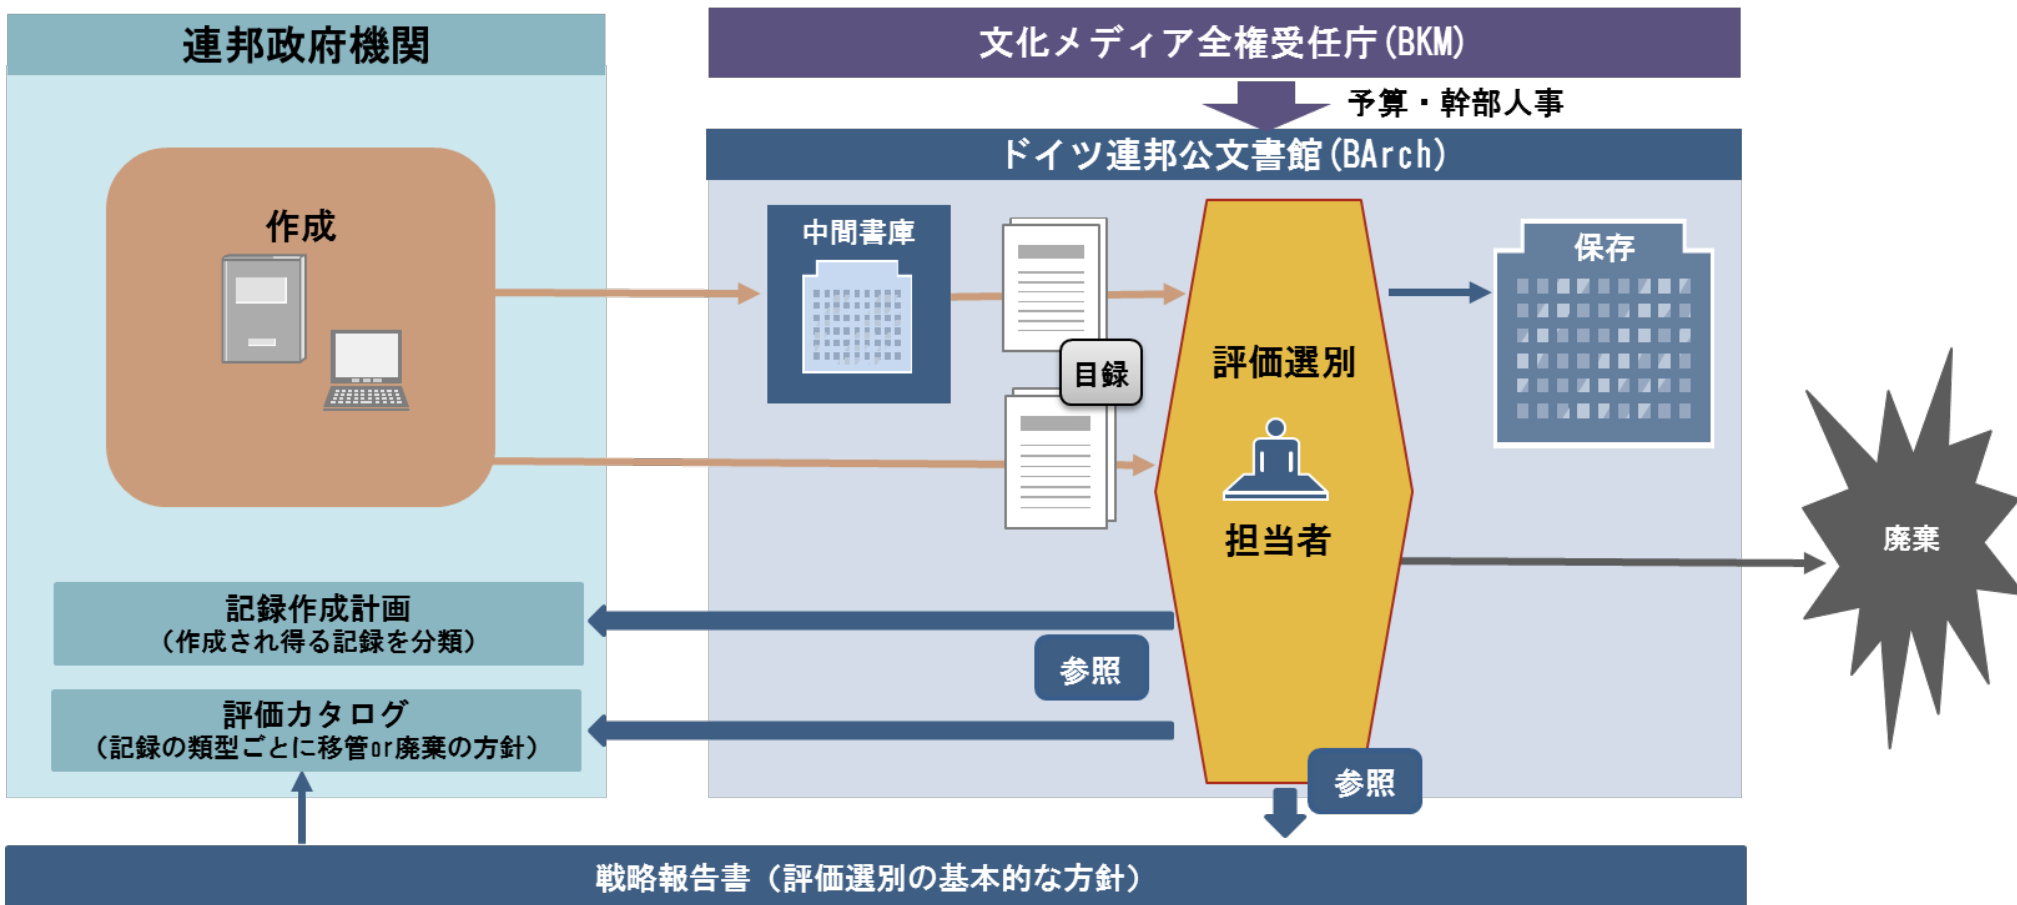 連邦政府機関
文化メディア全権受任庁(BKM)
予算・幹部人事
ドイツ連邦公文書館(BArch)
作成
中間書庫
目録
評価選別
担当者
保存
廃棄
記録作成計画
(作成され得る記録を分類)
参照
評価カタログ
(記録の類型ごとに移管or廃棄の方針)
参照
戦略報告書(評価選別の基本的な方針)